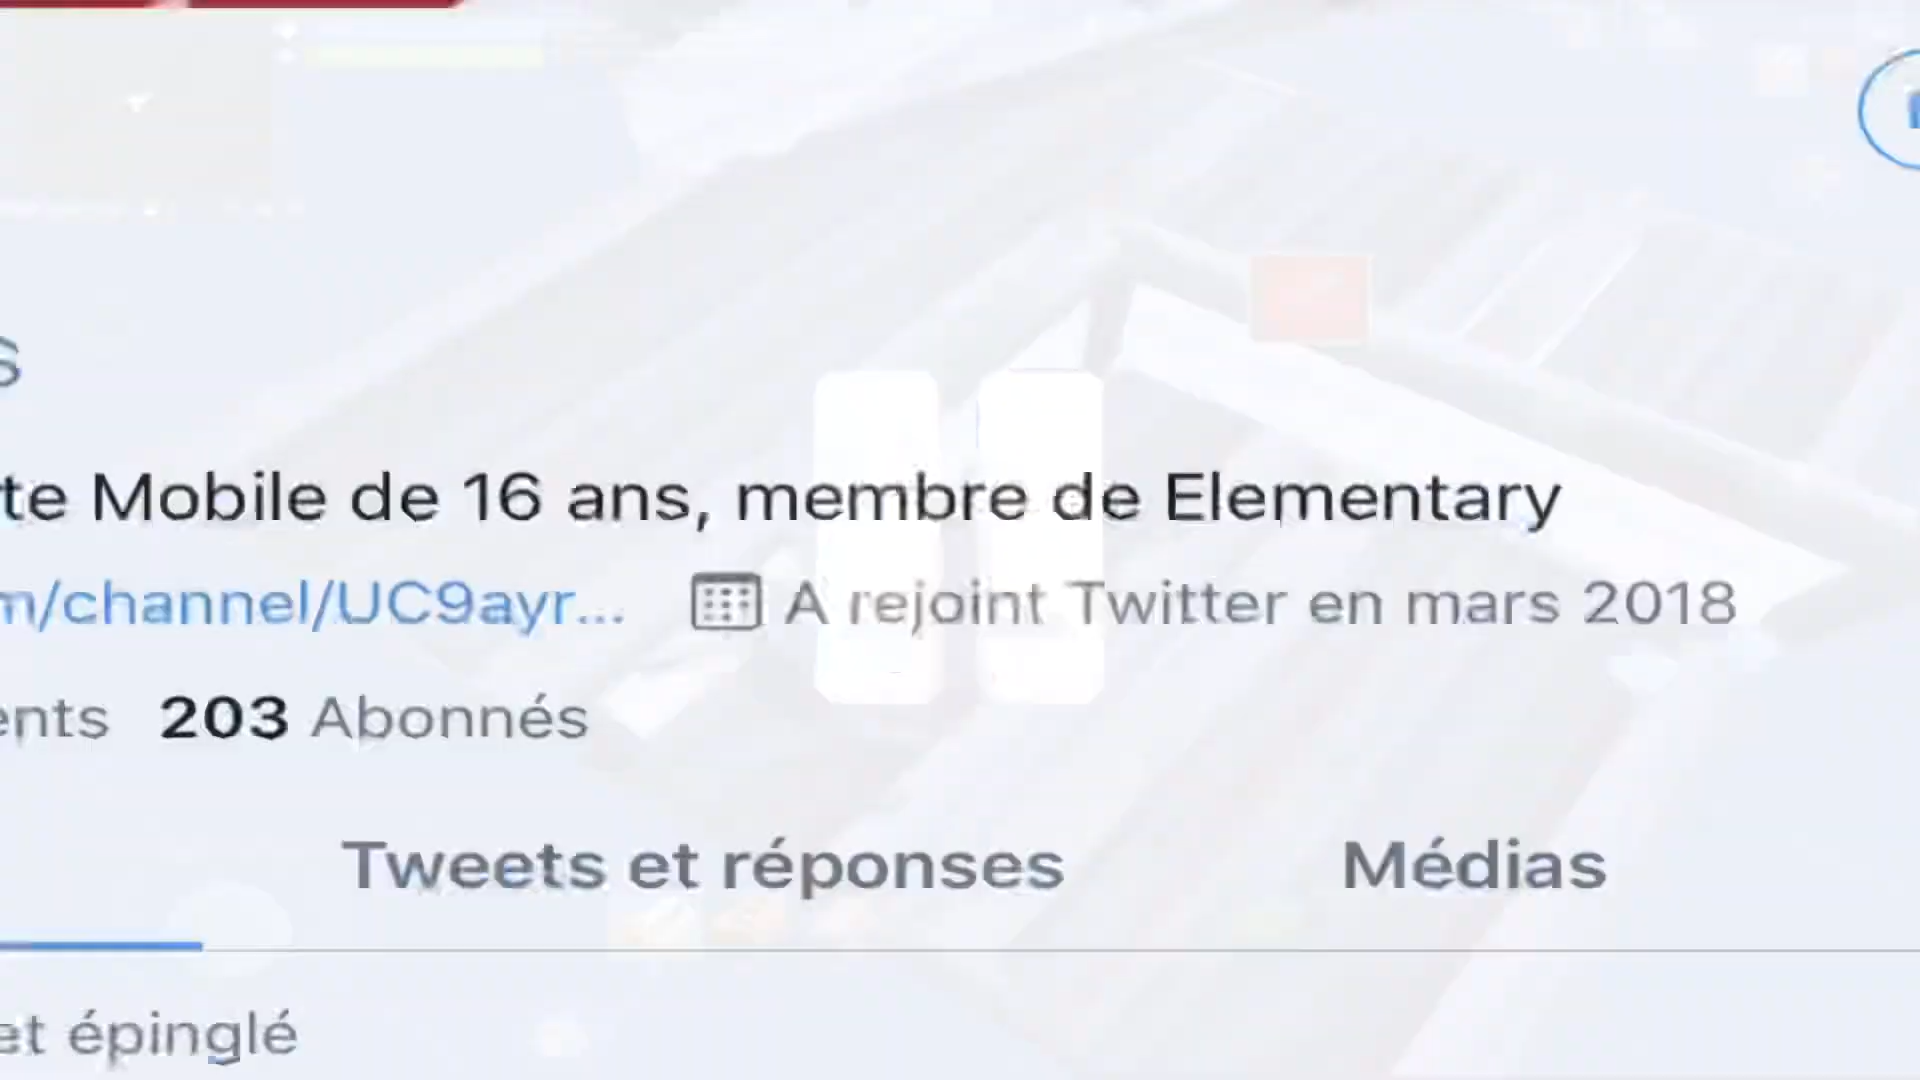 te Mobile de 16 ans, membre de Elementary
m/channel/UC9ayr... A rejoint Twitter en mars 2018
ents 203 Abonnés
Tweets et réponses Médias
et épinglé